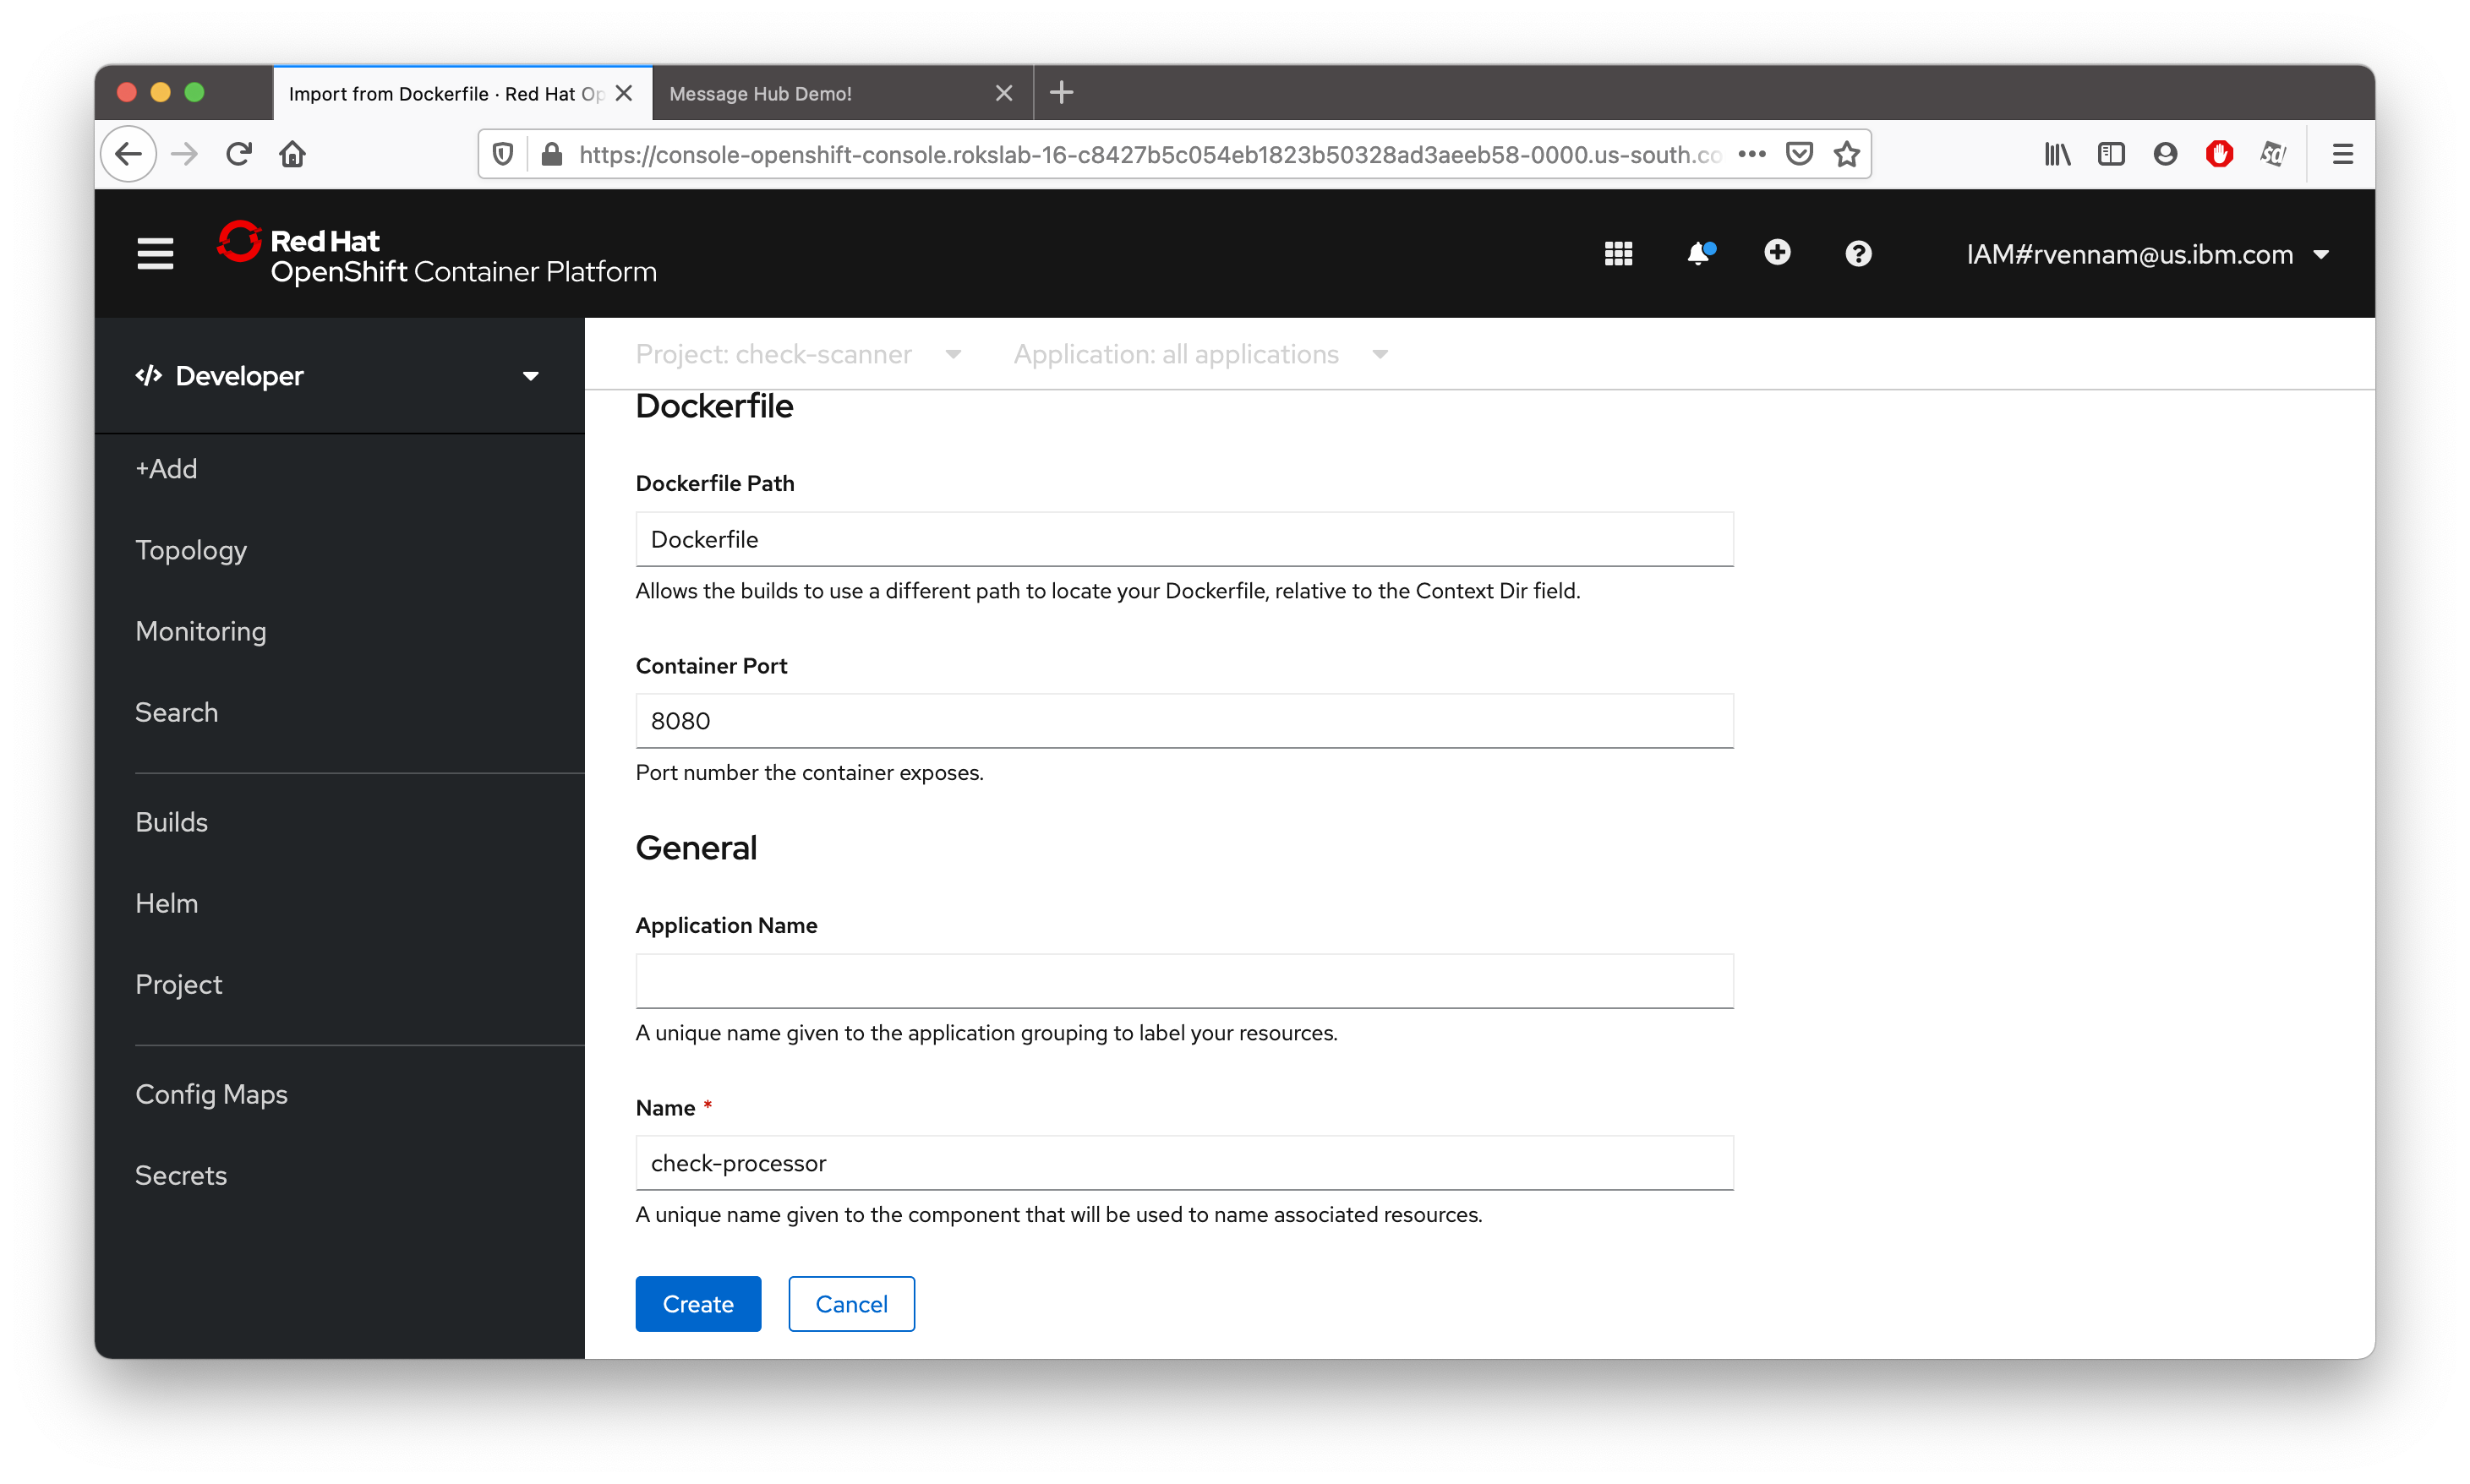 Import from Dockerfile · Red Hat Op
Message Hub Demo!
https://console-openshift-console.rokslab-16-c8427b5c054eb1823b50328ad3aeeb58-0000.us-south.co
Red Hat
OpenShift Container Platform
IAM#rvennam@us.ibm.com
Developer
Project: check-scanner
Application: all applications
+Add
Topology
Monitoring
Search
Builds
Helm
Project
Config Maps
Secrets
Dockerfile
Dockerfile Path
Dockerfile
Allows the builds to use a different path to locate your Dockerfile, relative to the Context Dir field.
Container Port
8080
Port number the container exposes.
General
Application Name
A unique name given to the application grouping to label your resources.
Name *
check-processor
A unique name given to the component that will be used to name associated resources.
Create
Cancel